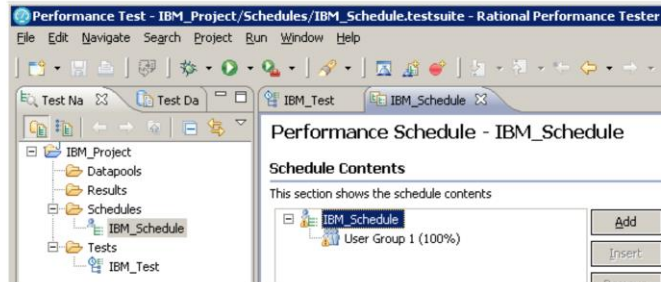 Performance Test - IBM_Project/Schedules/IBM_Schedule.testsuite - Rational Performance Tester
File Edit Navigate Search Project Run Window Help
Test Na Test Da
IBM_Test IBM_Schedule
IBM_Project
Datapools
Results
Schedules
IBM_Schedule
Tests
IBM_Test
Performance Schedule - IBM_Schedule
Schedule Contents
This section shows the schedule contents
IBM_Schedule
User Group 1 (100%)
Add
Insert